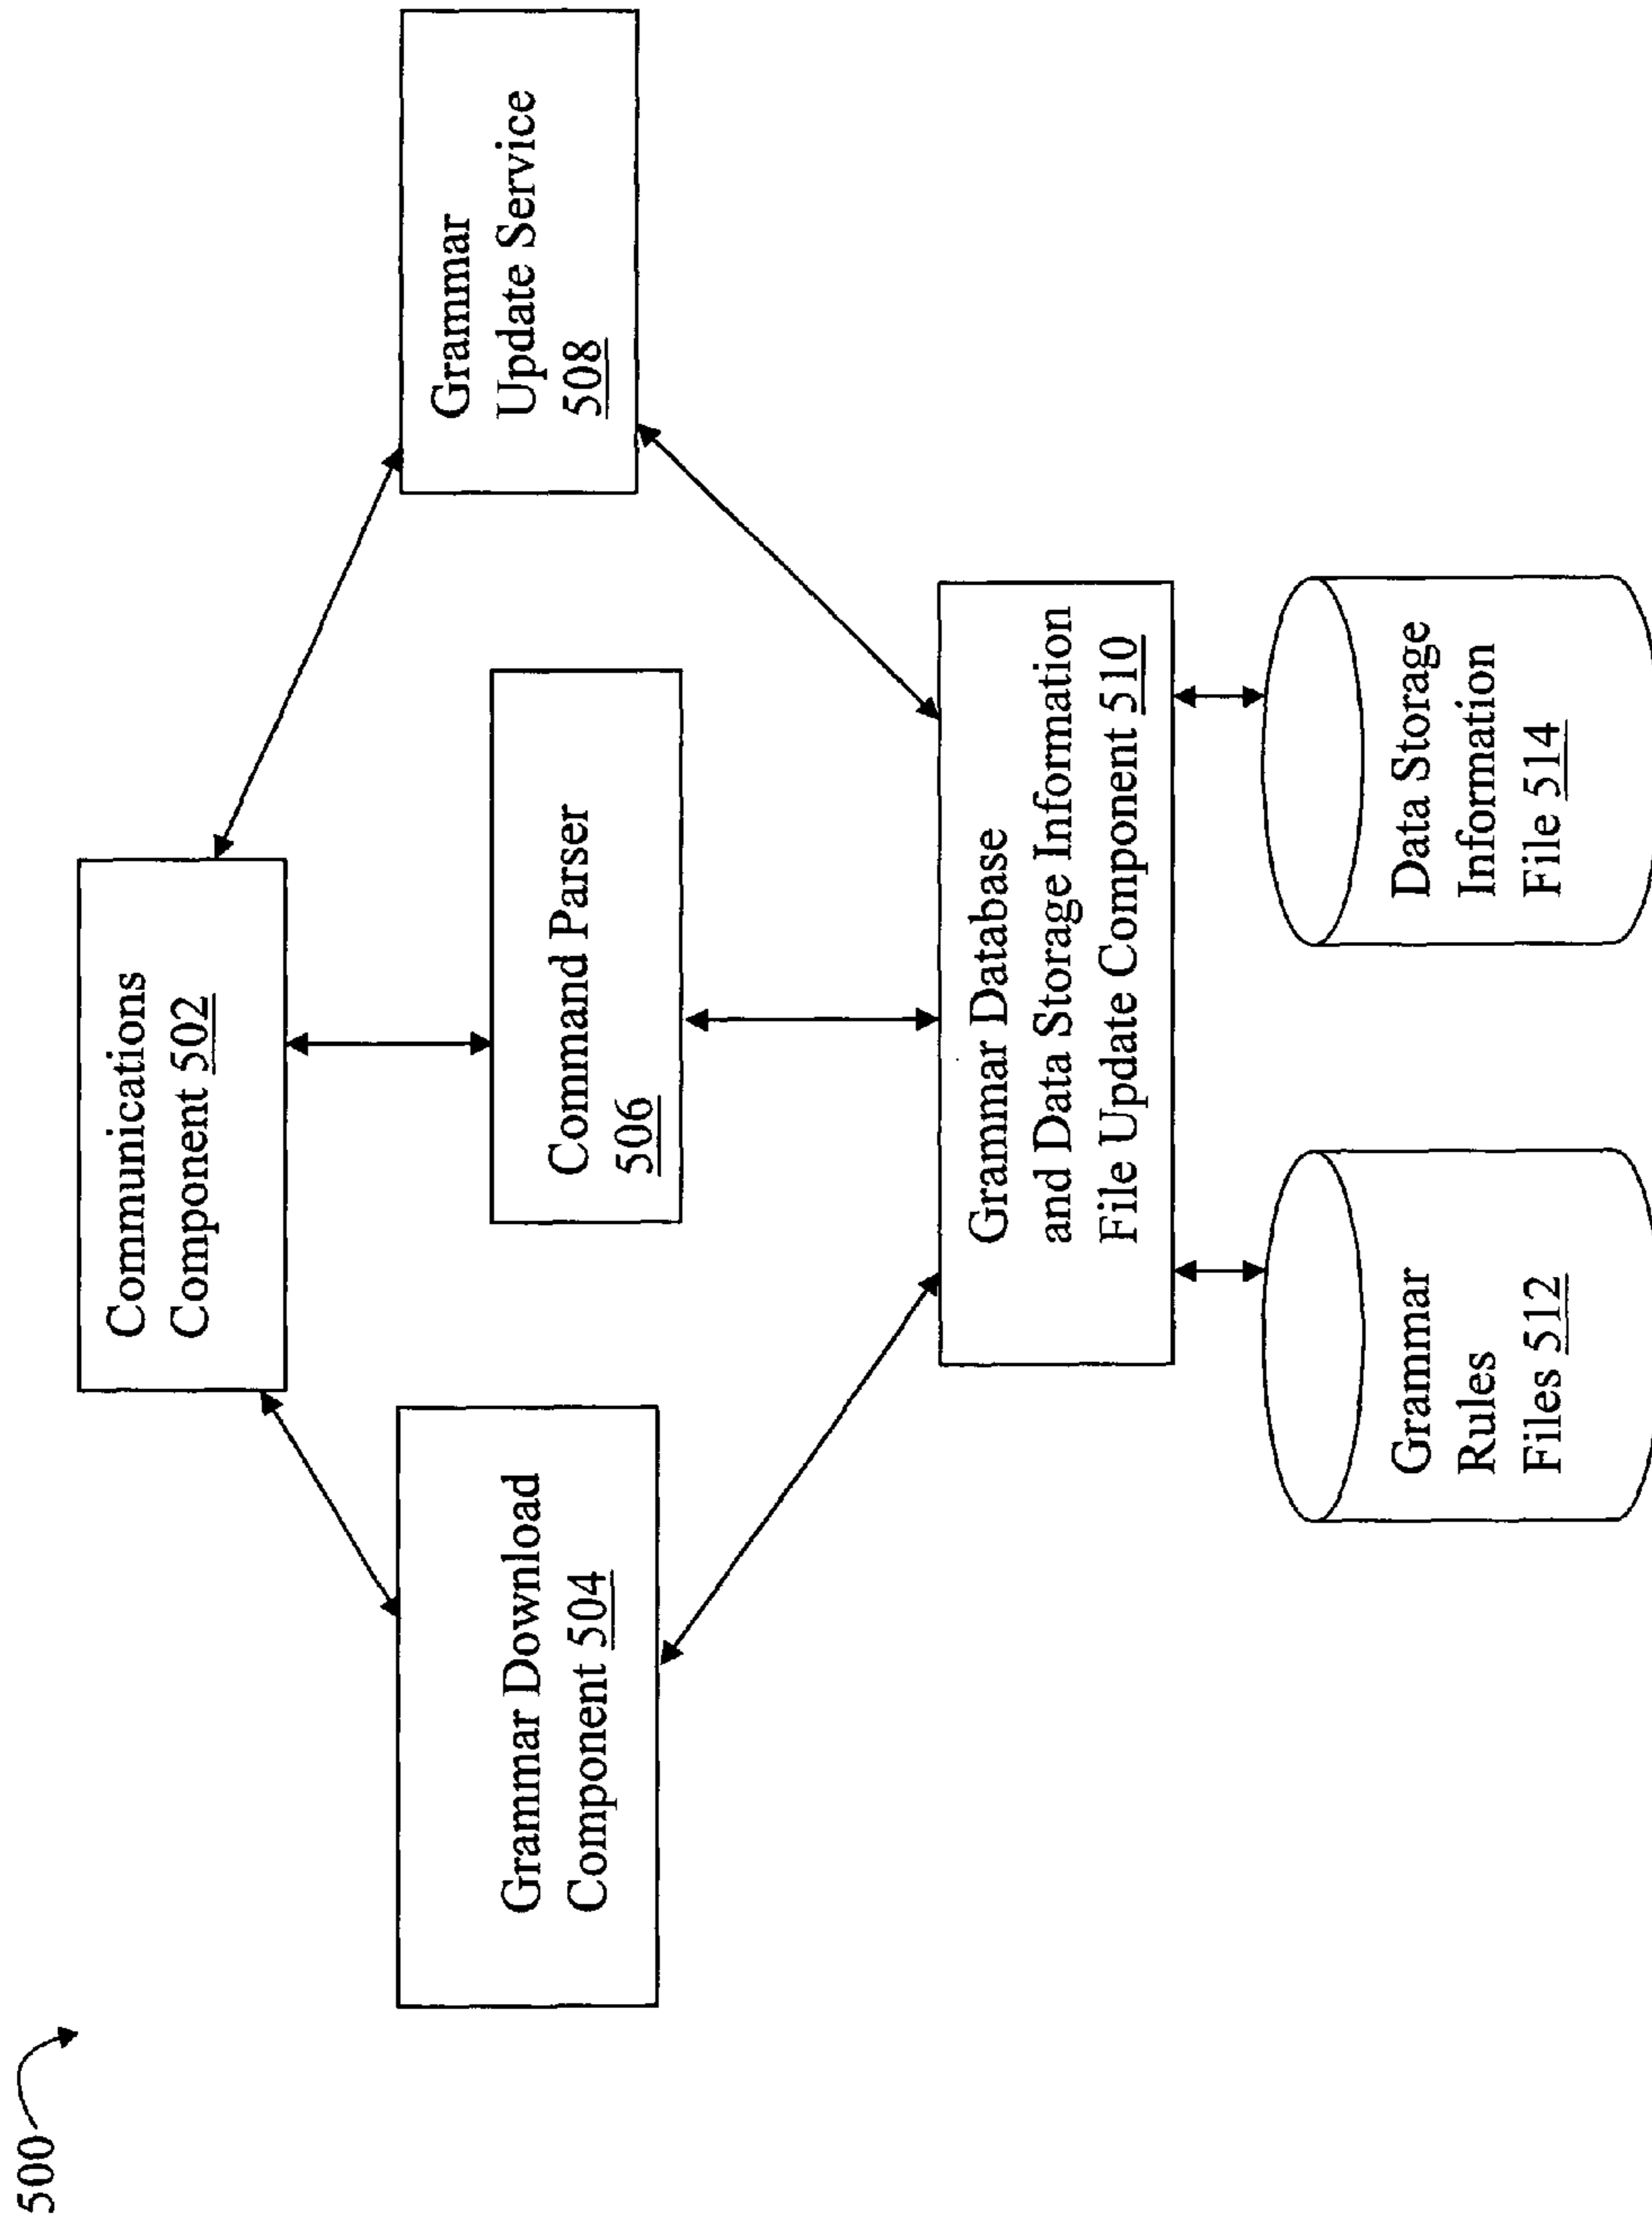 500
Communications
Component 502
Grammar Download
Component 504
Command Parser
506
Grammar
Update Service
508
Grammar Database
and Data Storage Information
File Update Component 510
Grammar
Rules
Files 512
Data Storage
Information
File 514